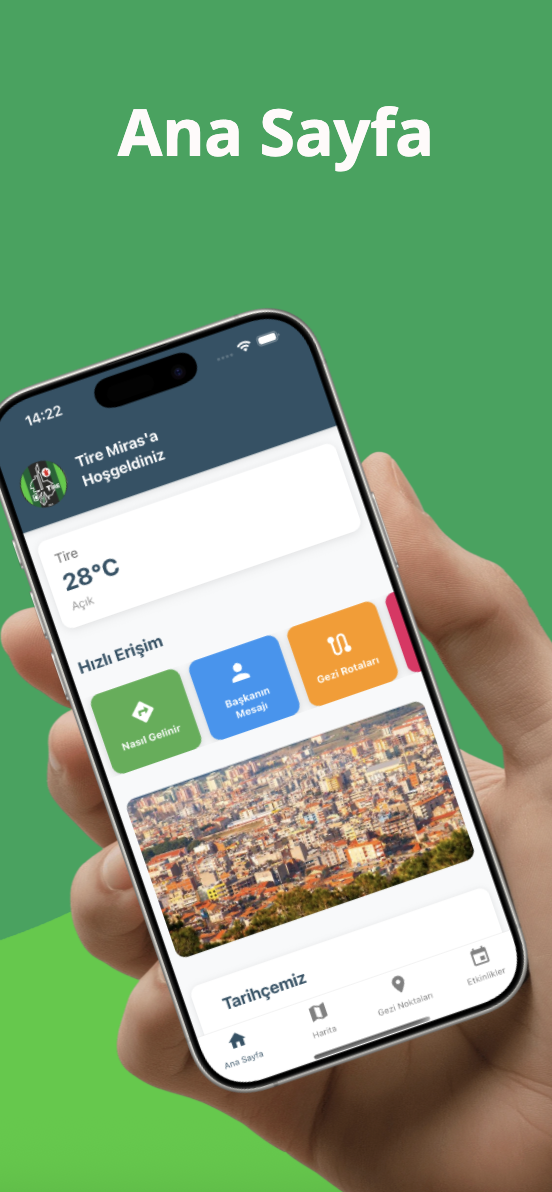 Ana Sayfa
14:22
Tire Miras'a
Hoşgeldiniz
Tire
28°C
Açık
Hızlı Erişim
Nasıl Gelinir
Başkanın
Mesajı
Gezi Rotaları
Tarihçemiz
Ana Sayfa
Harita
Gezi Noktaları
Etkinlikler